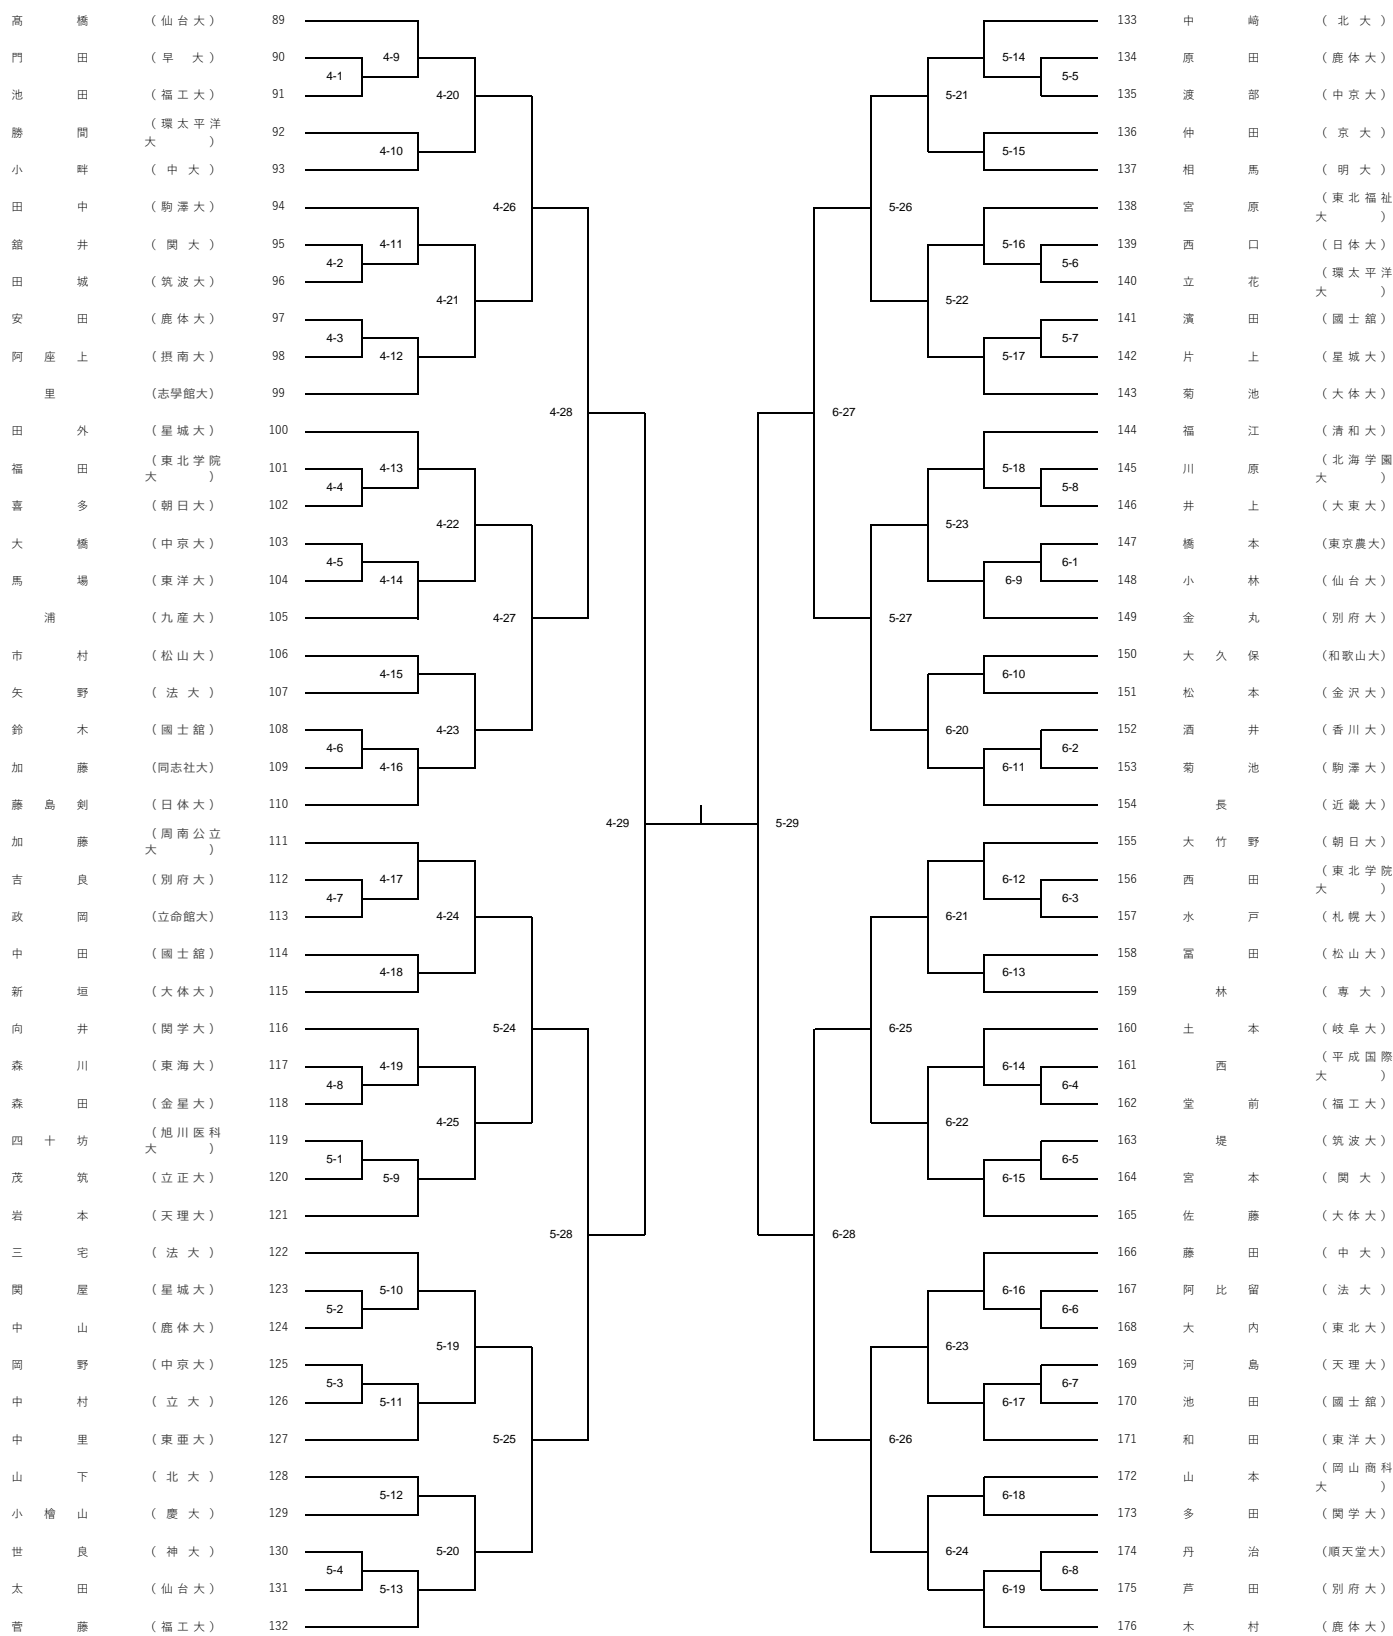 髙橋 （仙台大） 89
4-9
門田 （早大） 90
4-1
池田 （福工大） 91
4-20
勝間 （環太平洋大） 92
4-10
小畔 （中大） 93
4-26
田中 （駒澤大） 94
4-11
舘井 （関大） 95
4-2
田城 （筑波大） 96
4-21
安田 （鹿体大） 97
4-3
阿座上 （摂南大） 98
4-12
里 （志學館大） 99
4-28
田外 （星城大） 100
4-13
福田 （東北学院大） 101
4-4
喜多 （朝日大） 102
4-22
大橋 （中京大） 103
4-5
馬場 （東洋大） 104
4-14
浦 （九産大） 105
4-27
市村 （松山大） 106
4-15
矢野 （法大） 107
鈴木 （國士舘） 108
4-23
4-6
加藤 （同志社大） 109
4-16
藤島剣 （日体大） 110
4-29
加藤 （周南公立大） 111
吉良 （別府大） 112
4-17
4-7
政岡 （立命館大） 113
4-24
中田 （國士舘） 114
4-18
新垣 （大体大） 115
5-24
向井 （関学大） 116
森川 （東海大） 117
4-19
4-8
森田 （金星大） 118
4-25
四十坊 （旭川医科大） 119
5-1
茂筑 （立正大） 120
5-9
岩本 （天理大） 121
5-28
三宅 （法大） 122
関屋 （星城大） 123
5-10
5-2
中山 （鹿体大） 124
5-19
岡野 （中京大） 125
5-3
中村 （立大） 126
5-11
中里 （東亜大） 127
5-25
山下 （北大） 128
5-12
小檜山 （慶大） 129
世良 （神大） 130
5-20
5-4
太田 （仙台大） 131
5-13
菅藤 （福工大） 132
133 中﨑 （北大）
5-14
134 原田 （鹿体大）
5-5
135 渡部 （中京大）
5-21
136 仲田 （京大）
5-15
137 相馬 （明大）
5-26
138 宮原 （東北福祉大）
5-16
139 西口 （日体大）
5-6
140 立花 （環太平洋大）
5-22
141 濱田 （國士舘）
5-7
142 片上 （星城大）
5-17
143 菊池 （大体大）
6-27
144 福江 （清和大）
5-18
145 川原 （北海学園大）
5-8
146 井上 （大東大）
5-23
147 橋本 （東京農大）
6-1
148 小林 （仙台大）
6-9
149 金丸 （別府大）
5-27
150 大久保 （和歌山大）
6-10
151 松本 （金沢大）
152 酒井 （香川大）
6-20
6-2
153 菊池 （駒澤大）
6-11
154 長 （近畿大）
5-29
155 大竹野 （朝日大）
156 西田 （東北学院大）
6-12
6-3
157 水戸 （札幌大）
6-21
158 冨田 （松山大）
6-13
159 林 （専大）
6-25
160 土本 （岐阜大）
161 西 （平成国際大）
6-14
6-4
162 堂前 （福工大）
6-22
163 堤 （筑波大）
6-5
164 宮本 （関大）
6-15
165 佐藤 （大体大）
6-28
166 藤田 （中大）
167 阿比留 （法大）
6-16
6-6
168 大内 （東北大）
6-23
169 河島 （天理大）
6-7
170 池田 （國士舘）
6-17
171 和田 （東洋大）
6-26
172 山本 （岡山商科大）
6-18
173 多田 （関学大）
174 丹治 （順天堂大）
6-24
6-8
175 芦田 （別府大）
6-19
176 木村 （鹿体大）